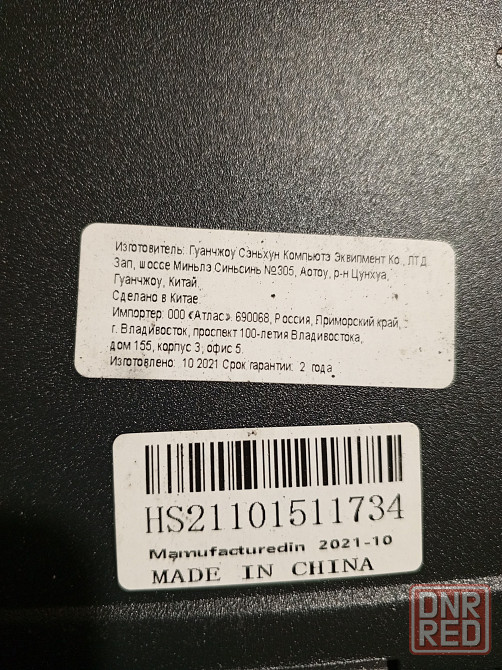 Изготовитель: Гуанчжоу Сэньхун Компьютэ Эквипмент Ко., ЛТД.
Зап, шоссе Миньлэ Синьсинь №305, Аотоу, р-н Цунхуа,
Гуанчжоу, Китай.
Сделано в Китае.
Импортер: ООО «Атлас». 690068, Россия, Приморский край,
г. Владивосток, проспект 100-летия Владивостока,
дом 155, корпус 3, офис 5.
Изготовлено: 10.2021 Срок гарантии: 2 года
HS21101511734
Mamufacturedin 2021-10
MADE IN CHINA
DNR
RED